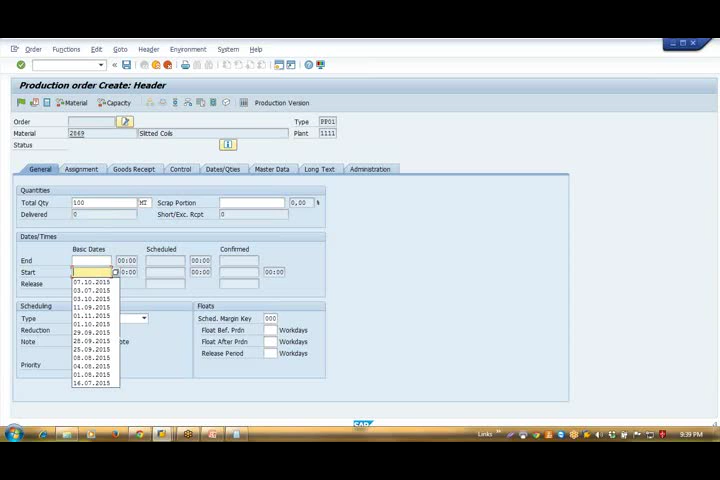 Order Functions Edit Goto Header Environment System Help
Production order Create: Header
Material Capacity Production Version
Order Type PP01
Material 2869 Slitted Coils Plant 1111
Status
General Assignment Goods Receipt Control Dates/Qties Master Data Long Text Administration
Quantities
Total Qty 100 MT Scrap Portion 0,00 %
Delivered 0 Short/Exc. Rcpt 0
Dates/Times
Basic Dates Scheduled Confirmed
End 00:00 00:00
Start 0:00 00:00 00:00
Release
07.10.2015
03.07.2015
03.10.2015
11.09.2015
01.11.2015
01.10.2015
29.09.2015
28.09.2015
25.09.2015
08.08.2015
04.08.2015
01.08.2015
16.07.2015
Scheduling Floats
Type Sched. Margin Key 000
Reduction Float Bef. Prdn Workdays
Note ote Float After Prdn Workdays
Release Period Workdays
Priority
SAP
Links 9:39 PM